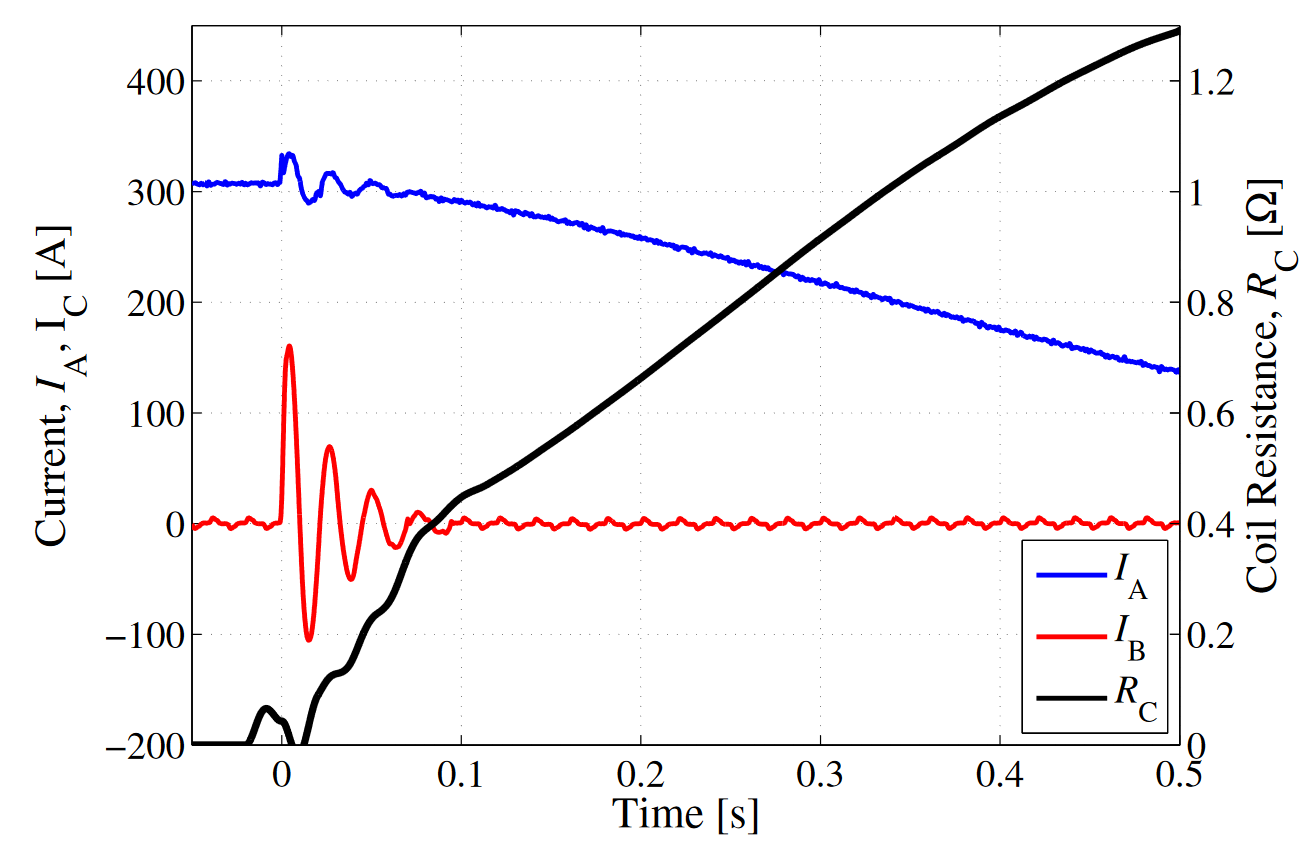 Current, I_A, I_C [A]
400
300
200
100
0
−100
−200
1.2
1
0.8
0.6
0.4
0.2
0
Coil Resistance, R_C [Ω]
I_A
I_B
R_C
0 0.1 0.2 0.3 0.4 0.5
Time [s]